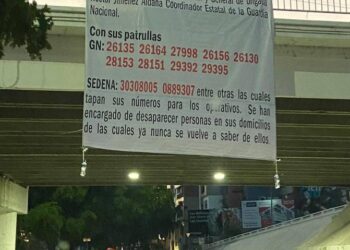 Héctor Jiménez Aldana Coordinador Estatal de la Guardia
Nacional.
Con sus patrullas
GN: 26135 26164 27998 26156 26130
28153 28151 29392 29395
SEDENA: 30308005 0889307 entre otras las cuales
tapan sus números para los operativos. Se han
encargado de desaparecer personas en sus domicilios
de las cuales ya nunca se vuelve a saber de ellos.